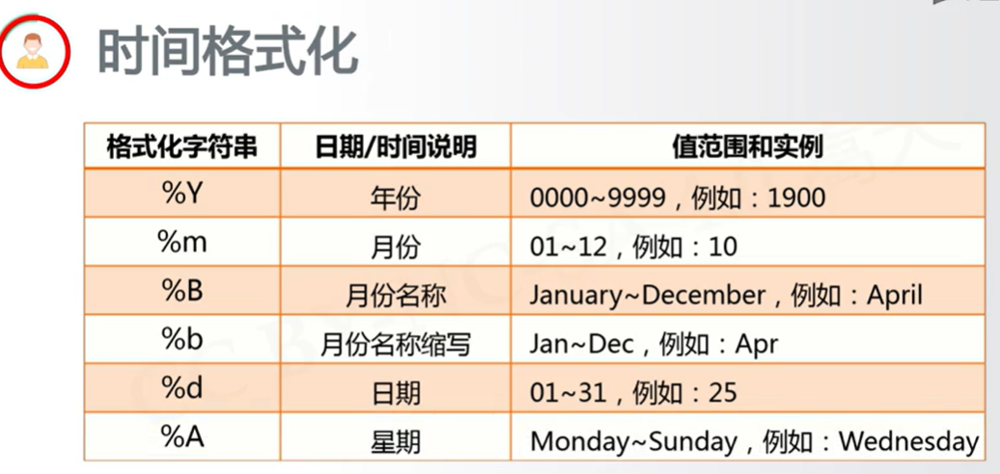 时间格式化
格式化字符串 日期/时间说明 值范围和实例
%Y 年份 0000~9999，例如：1900
%m 月份 01~12，例如：10
%B 月份名称 January~December，例如：April
%b 月份名称缩写 Jan~Dec，例如：Apr
%d 日期 01~31，例如：25
%A 星期 Monday~Sunday，例如：Wednesday